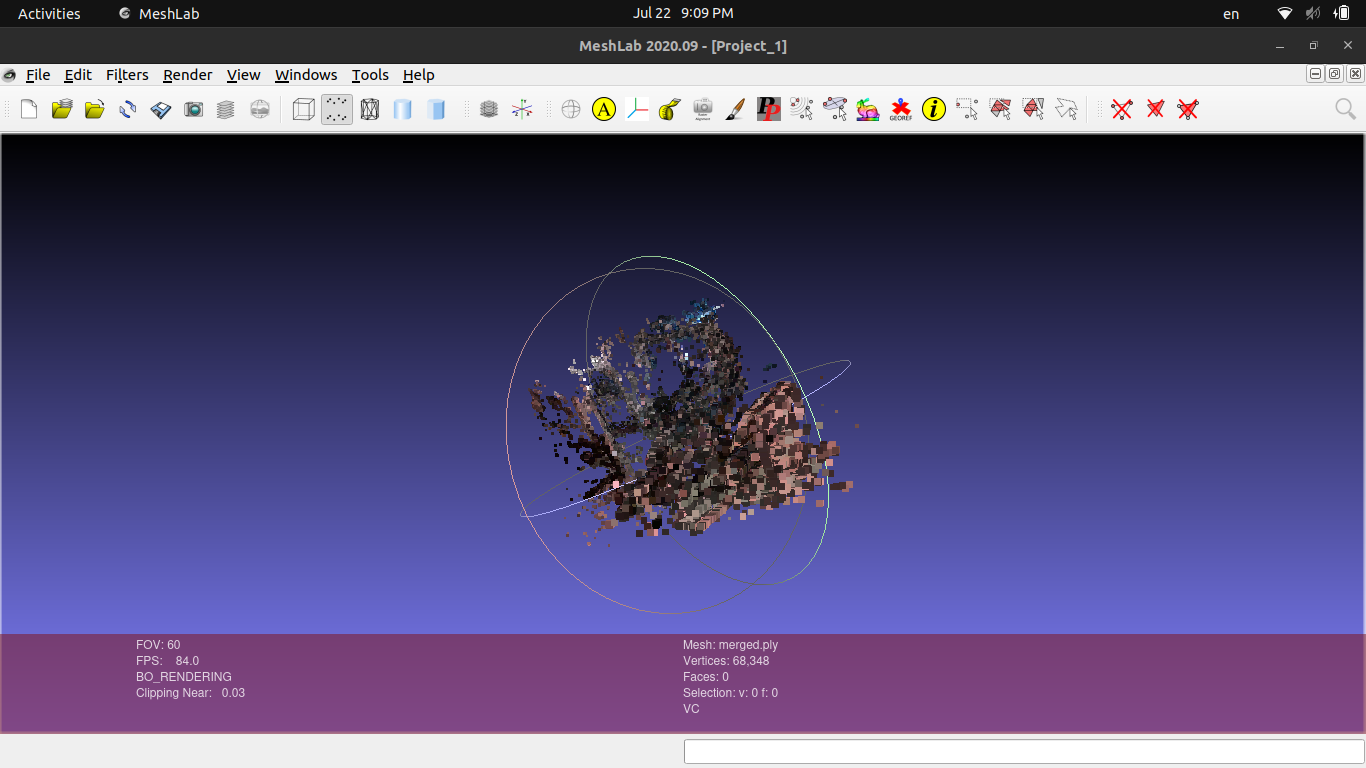 Activities MeshLab Jul 22 9:09 PM en
MeshLab 2020.09 - [Project_1]
File Edit Filters Render View Windows Tools Help
A PP GEOREF i
FOV: 60
FPS: 84.0
BO_RENDERING
Clipping Near: 0.03
Mesh: merged.ply
Vertices: 68,348
Faces: 0
Selection: v: 0 f: 0
VC